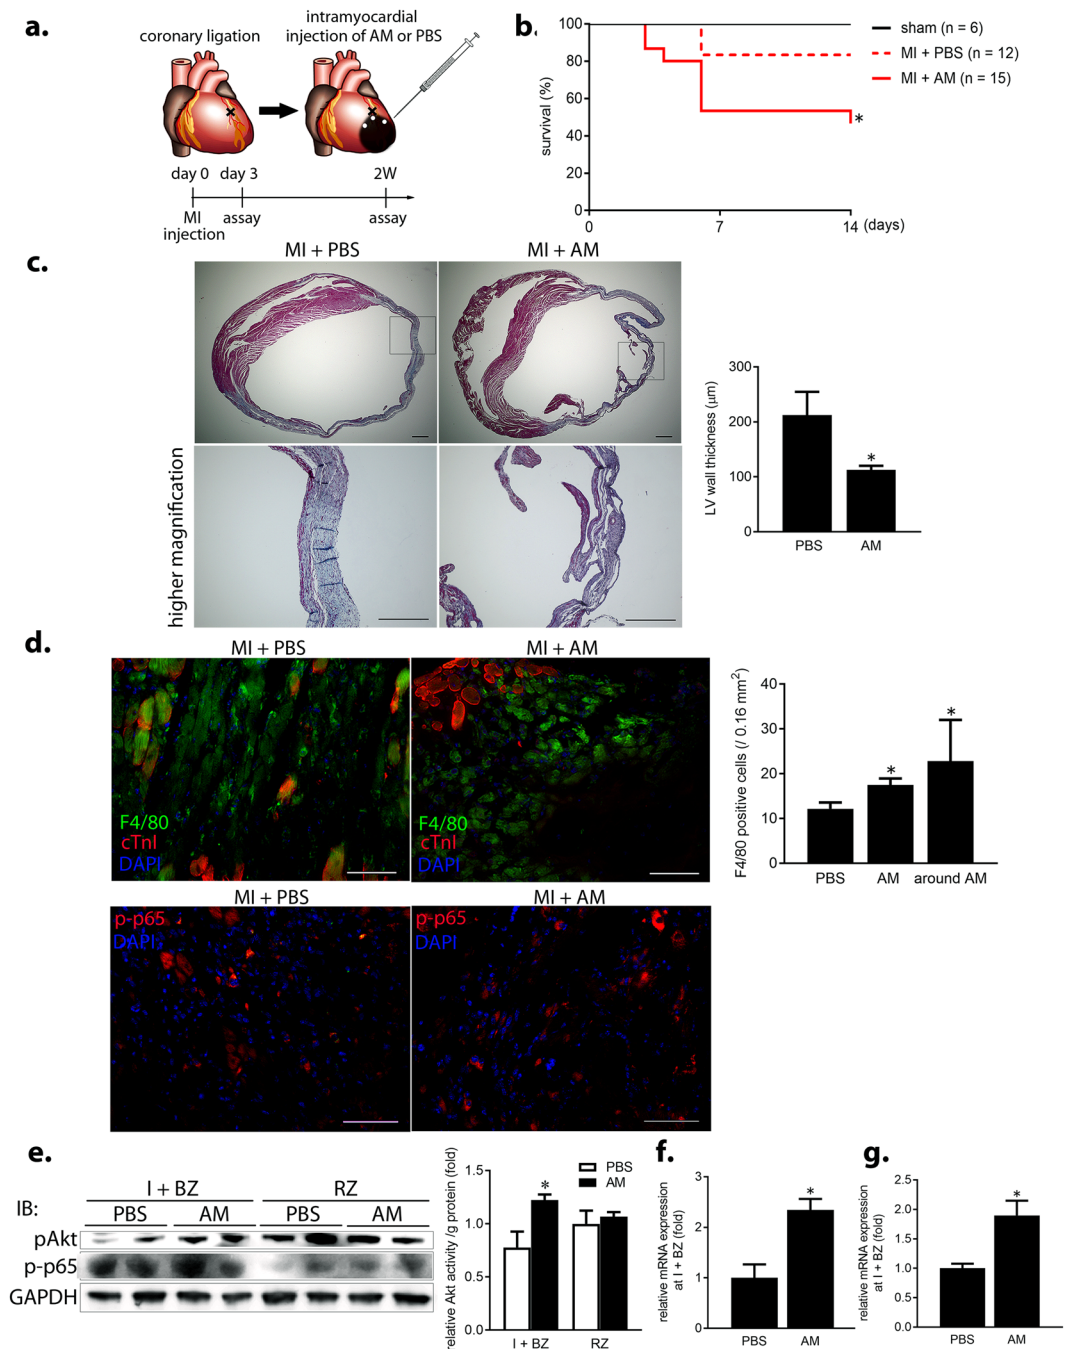 a.
coronary ligation
intramyocardial
injection of AM or PBS
day 0
day 3
2W
MI
injection
assay
assay
b.
survival (%)
100
80
60
40
20
0
0
7
14
(days)
*
sham (n = 6)
MI + PBS (n = 12)
MI + AM (n = 15)
c.
MI + PBS
MI + AM
higher magnification
LV wall thickness (μm)
300
200
100
0
*
PBS
AM
d.
MI + PBS
MI + AM
F4/80
cTnI
DAPI
F4/80
cTnI
DAPI
F4/80 positive cells (/ 0.16 mm²)
40
30
20
10
0
*
*
PBS
AM
around AM
MI + PBS
MI + AM
p-p65
DAPI
p-p65
DAPI
e.
I + BZ
RZ
IB:
PBS
AM
PBS
AM
pAkt
p-p65
GAPDH
relative Akt activity /g protein (fold)
1.5
1.0
0.5
0.0
*
PBS
AM
I + BZ
RZ
f.
relative mRNA expression
at I + BZ (fold)
3
2
1
0
*
PBS
AM
g.
relative mRNA expression
at I + BZ (fold)
2.5
2.0
1.5
1.0
0.5
0.0
*
PBS
AM